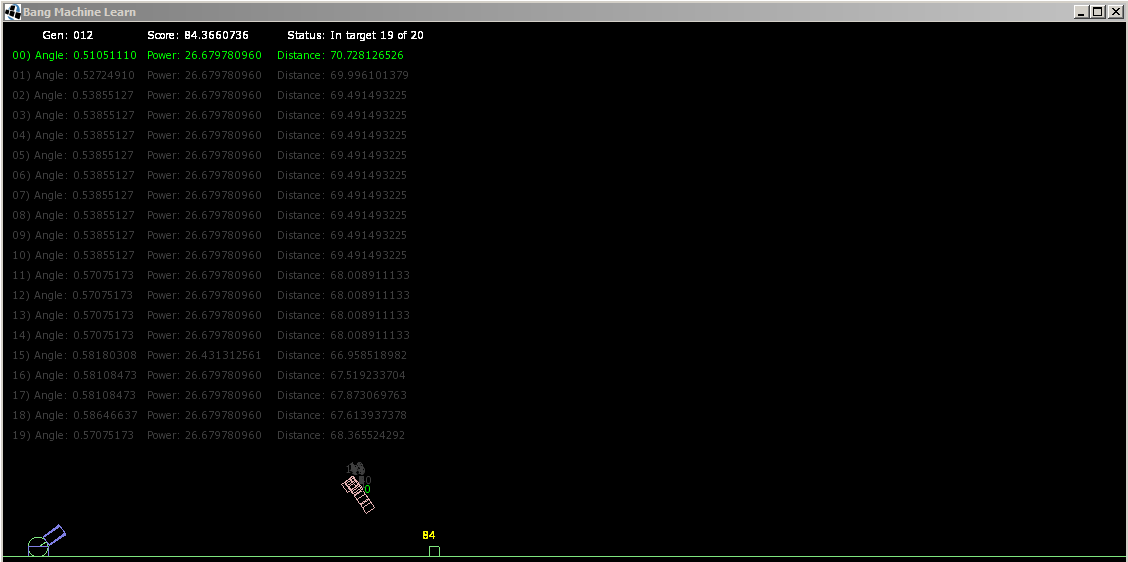 Bang Machine Learn
Gen: 012 Score: 84.3660736 Status: In target 19 of 20
00) Angle: 0.51051110 Power: 26.679780960 Distance: 70.728126526
01) Angle: 0.52724910 Power: 26.679780960 Distance: 69.996101379
02) Angle: 0.53855127 Power: 26.679780960 Distance: 69.491493225
03) Angle: 0.53855127 Power: 26.679780960 Distance: 69.491493225
04) Angle: 0.53855127 Power: 26.679780960 Distance: 69.491493225
05) Angle: 0.53855127 Power: 26.679780960 Distance: 69.491493225
06) Angle: 0.53855127 Power: 26.679780960 Distance: 69.491493225
07) Angle: 0.53855127 Power: 26.679780960 Distance: 69.491493225
08) Angle: 0.53855127 Power: 26.679780960 Distance: 69.491493225
09) Angle: 0.53855127 Power: 26.679780960 Distance: 69.491493225
10) Angle: 0.53855127 Power: 26.679780960 Distance: 69.491493225
11) Angle: 0.57075173 Power: 26.679780960 Distance: 68.008911133
12) Angle: 0.57075173 Power: 26.679780960 Distance: 68.008911133
13) Angle: 0.57075173 Power: 26.679780960 Distance: 68.008911133
14) Angle: 0.57075173 Power: 26.679780960 Distance: 68.008911133
15) Angle: 0.58180308 Power: 26.431312561 Distance: 66.958518982
16) Angle: 0.58108473 Power: 26.679780960 Distance: 67.519233704
17) Angle: 0.58108473 Power: 26.679780960 Distance: 67.873069763
18) Angle: 0.58646637 Power: 26.679780960 Distance: 67.613937378
19) Angle: 0.57075173 Power: 26.679780960 Distance: 68.365524292
0
84